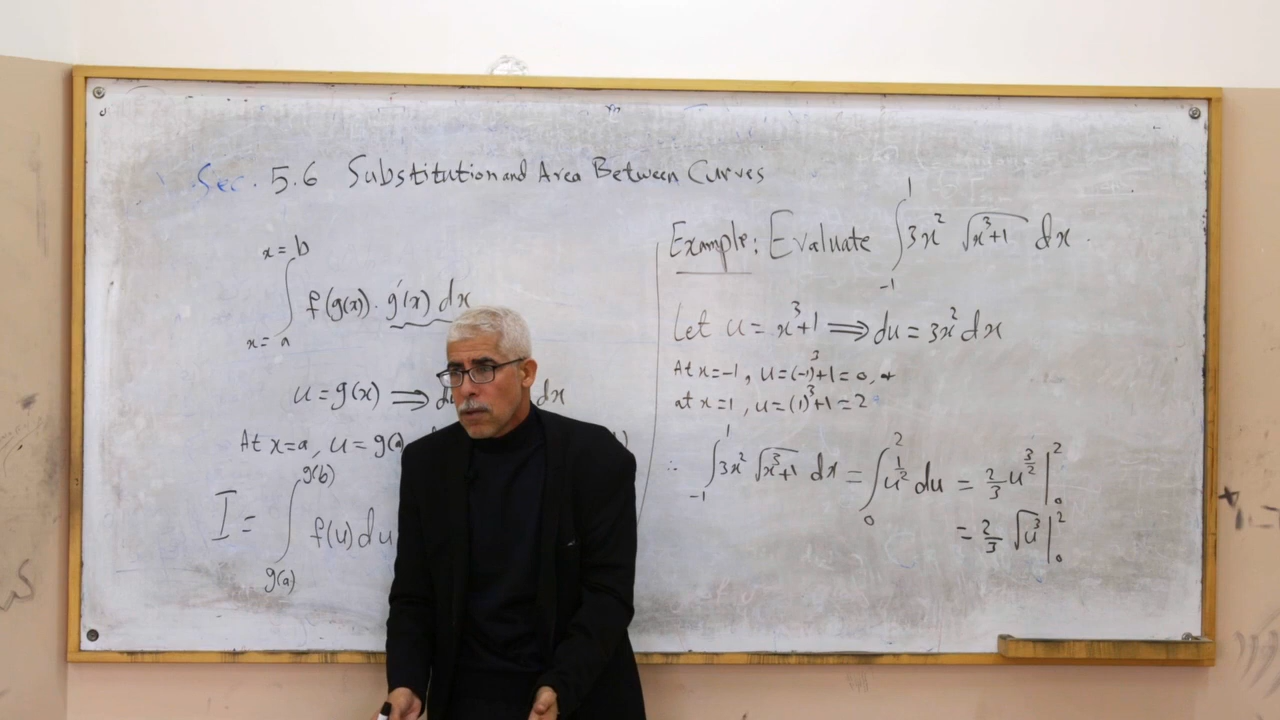 Sec. 5.6 Substitution and Area Between Curves
x = b
∫ f(g(x)) · g'(x) dx
x = a
u = g(x) ⟹ du dx
At x=a, u = g(a)
g(b)
I = ∫ f(u) du
g(a)
Example: Evaluate ∫_{-1}^{1} 3x² √(x³+1) dx.
Let u = x³+1 ⟹ du = 3x² dx
At x=-1, u=(-1)³+1=0, +
at x=1, u=(1)³+1=2
∴ ∫_{-1}^{1} 3x² √(x³+1) dx = ∫_{0}^{2} u^{1/2} du = 2/3 u^{3/2} |_{0}^{2}
= 2/3 √(u³) |_{0}^{2}